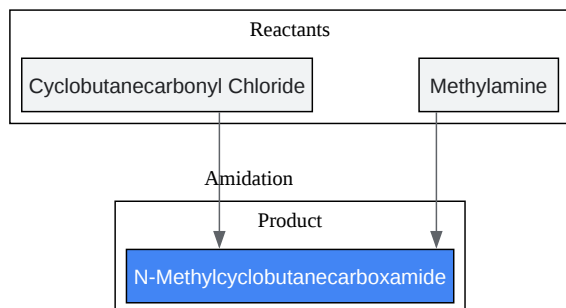 Reactants
Cyclobutanecarbonyl Chloride
Methylamine
Amidation
Product
N-Methylcyclobutanecarboxamide